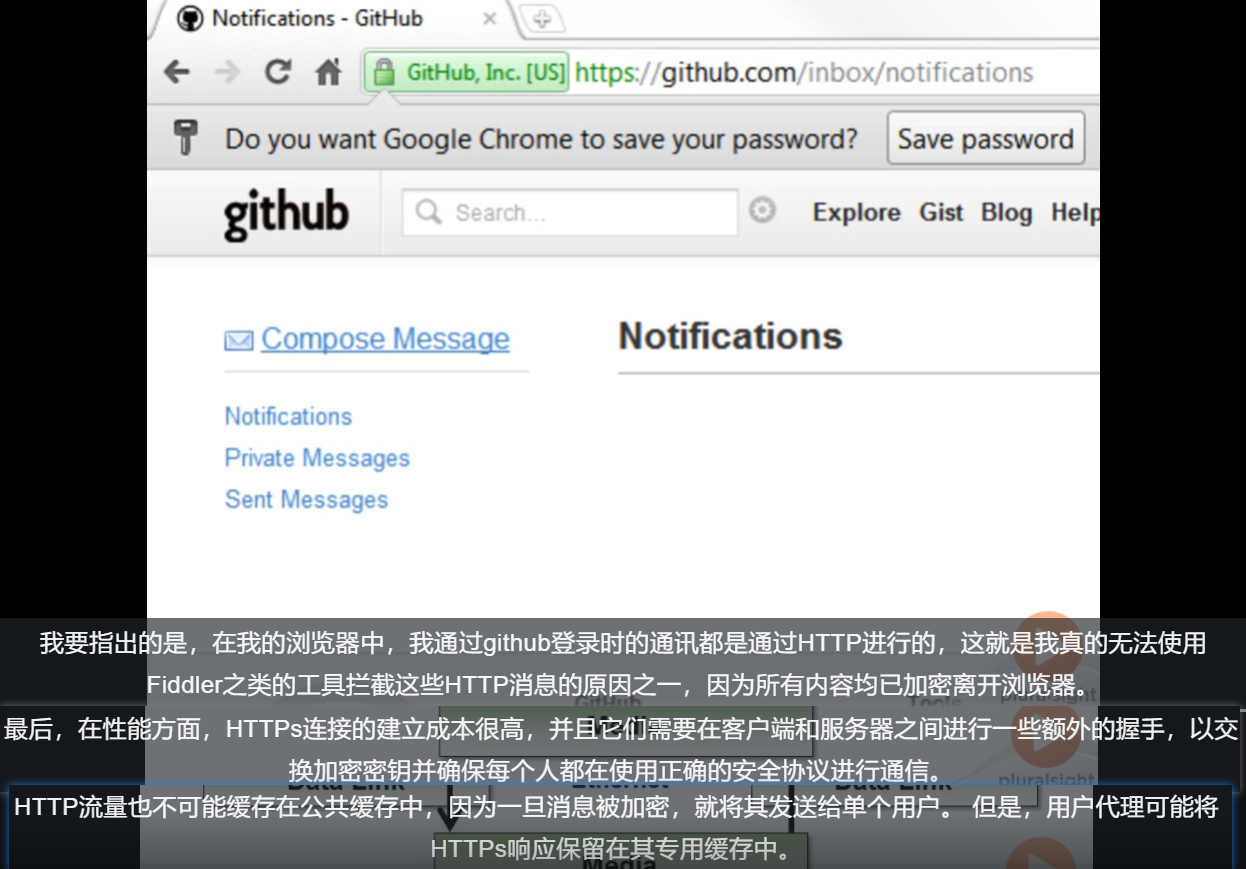 Notifications - GitHub
GitHub, Inc. [US] https://github.com/inbox/notifications
Do you want Google Chrome to save your password? Save password
github Search... Explore Gist Blog Help
Compose Message Notifications
Notifications
Private Messages
Sent Messages
我要指出的是，在我的浏览器中，我通过github登录时的通讯都是通过HTTP进行的，这就是我真的无法使用
Fiddler之类的工具拦截这些HTTP消息的原因之一，因为所有内容均已加密离开浏览器。
pluralsight
GitHub Tools
最后，在性能方面，HTTPs连接的建立成本很高，并且它们需要在客户端和服务器之间进行一些额外的握手，以交
换加密密钥并确保每个人都在使用正确的安全协议进行通信。
pluralsight
Data Link Ethernet Data Link
HTTP流量也不可能缓存在公共缓存中，因为一旦消息被加密，就将其发送给单个用户。 但是，用户代理可能将
HTTPs响应保留在其专用缓存中。
Media